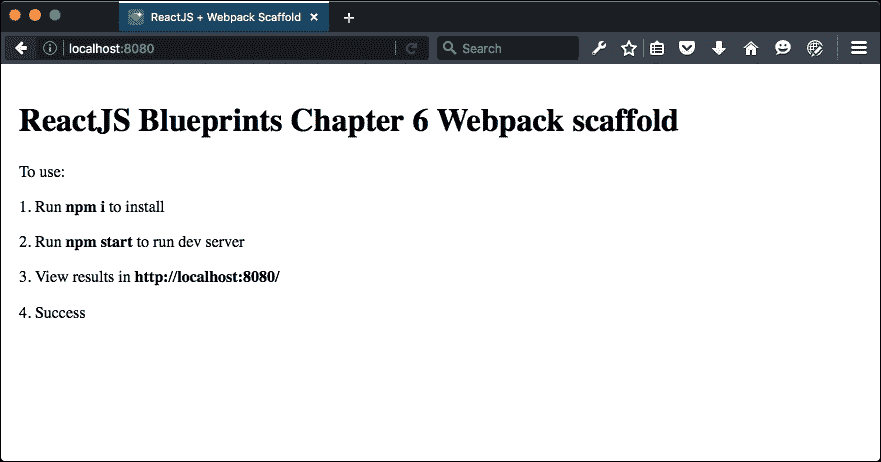 ReactJS + Webpack Scaffold
localhost:8080
Search
ReactJS Blueprints Chapter 6 Webpack scaffold
To use:
1. Run npm i to install
2. Run npm start to run dev server
3. View results in http://localhost:8080/
4. Success